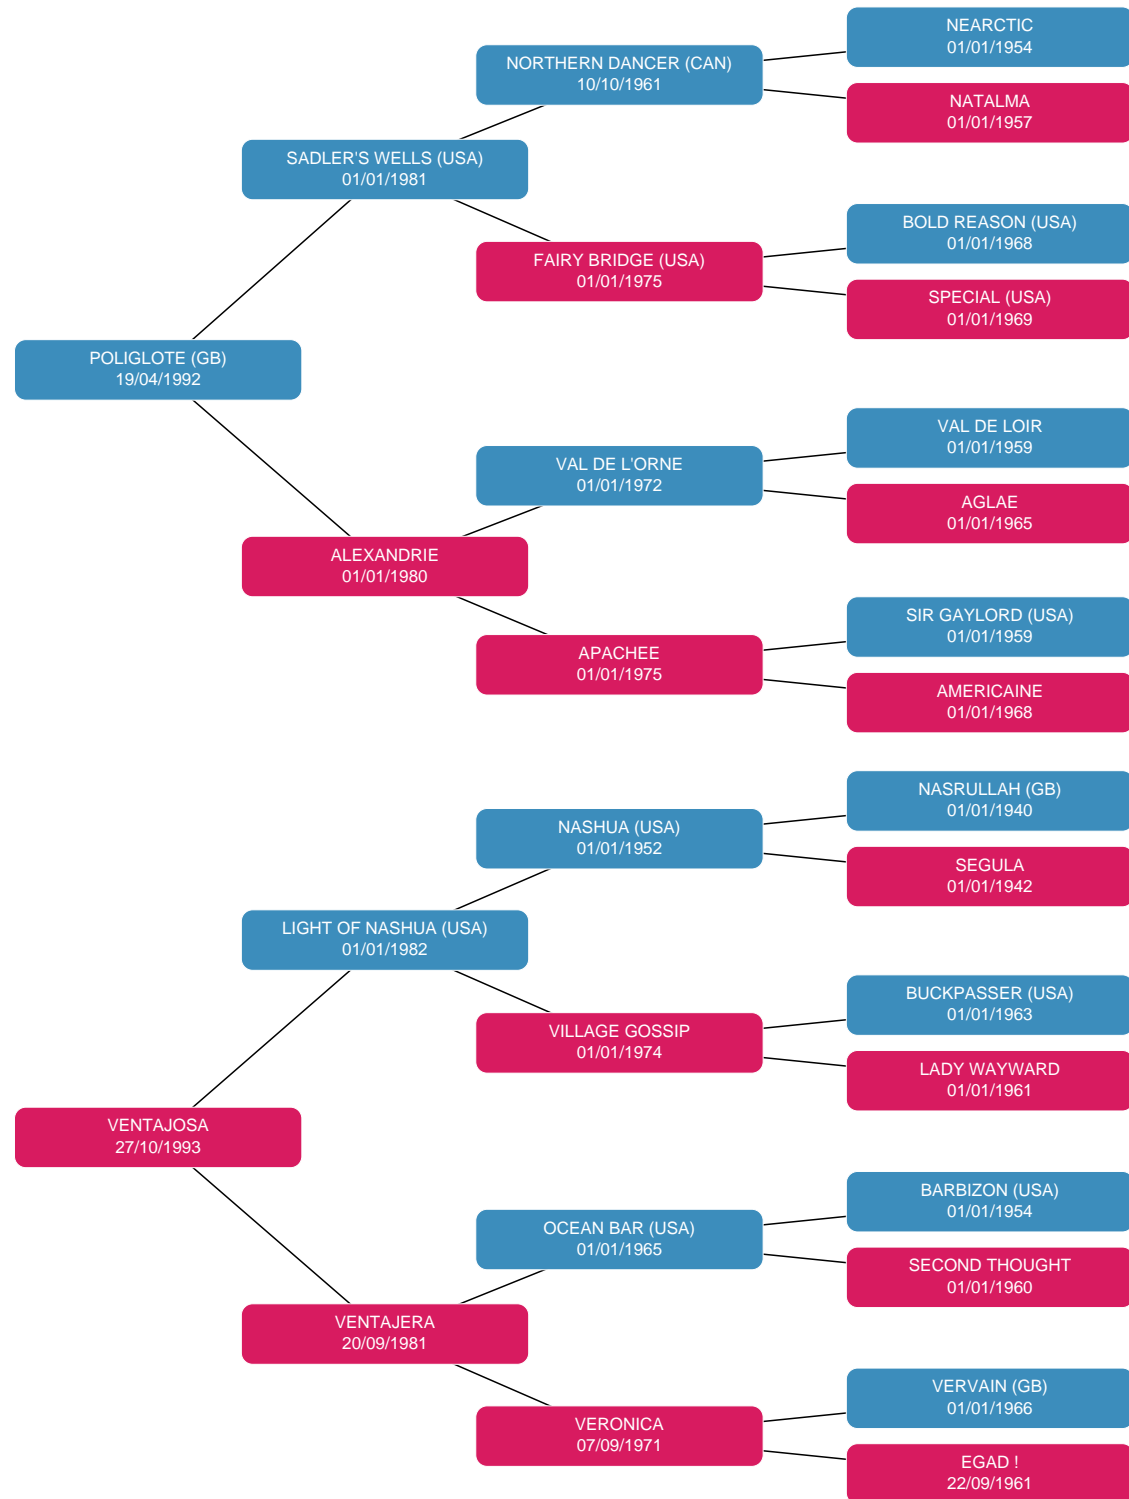 NEARCTIC
01/01/1954
NORTHERN DANCER (CAN)
10/10/1961
NATALMA
01/01/1957
SADLER'S WELLS (USA)
01/01/1981
BOLD REASON (USA)
01/01/1968
FAIRY BRIDGE (USA)
01/01/1975
SPECIAL (USA)
01/01/1969
POLIGLOTE (GB)
19/04/1992
VAL DE LOIR
01/01/1959
VAL DE L'ORNE
01/01/1972
AGLAE
01/01/1965
ALEXANDRIE
01/01/1980
SIR GAYLORD (USA)
01/01/1959
APACHEE
01/01/1975
AMERICAINE
01/01/1968
NASRULLAH (GB)
01/01/1940
NASHUA (USA)
01/01/1952
SEGULA
01/01/1942
LIGHT OF NASHUA (USA)
01/01/1982
BUCKPASSER (USA)
01/01/1963
VILLAGE GOSSIP
01/01/1974
LADY WAYWARD
01/01/1961
VENTAJOSA
27/10/1993
BARBIZON (USA)
01/01/1954
OCEAN BAR (USA)
01/01/1965
SECOND THOUGHT
01/01/1960
VENTAJERA
20/09/1981
VERVAIN (GB)
01/01/1966
VERONICA
07/09/1971
EGAD !
22/09/1961